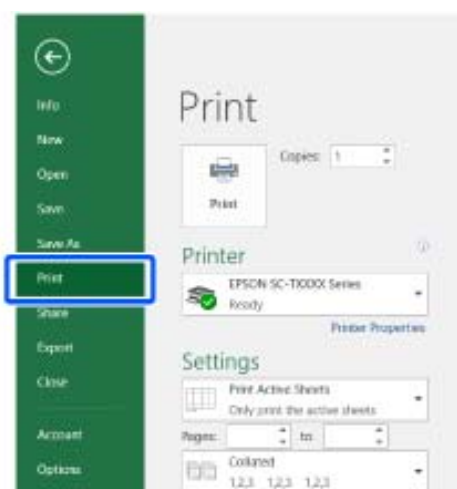 Info
New
Open
Save
Save As
Print
Share
Export
Close
Account
Options
Print
Copies: 1
Print
Printer
EPSON SC-TXXXX Series
Ready
Printer Properties
Settings
Print Active Sheets
Only print the active sheets
Pages: to
Collated
1,2,3 1,2,3 1,2,3